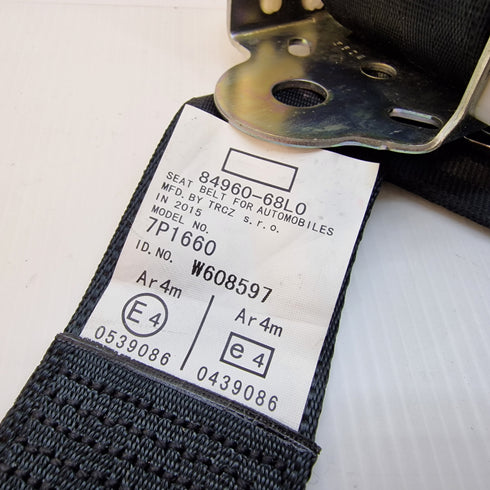 84960-68L0
SEAT BELT FOR AUTOMOBILES
MFD. BY TRCZ s.r.o.
IN 2015
MODEL NO.
7P1660
ID. NO. W608597
Ar4m
E4
0539086
Ar4m
e4
0439086